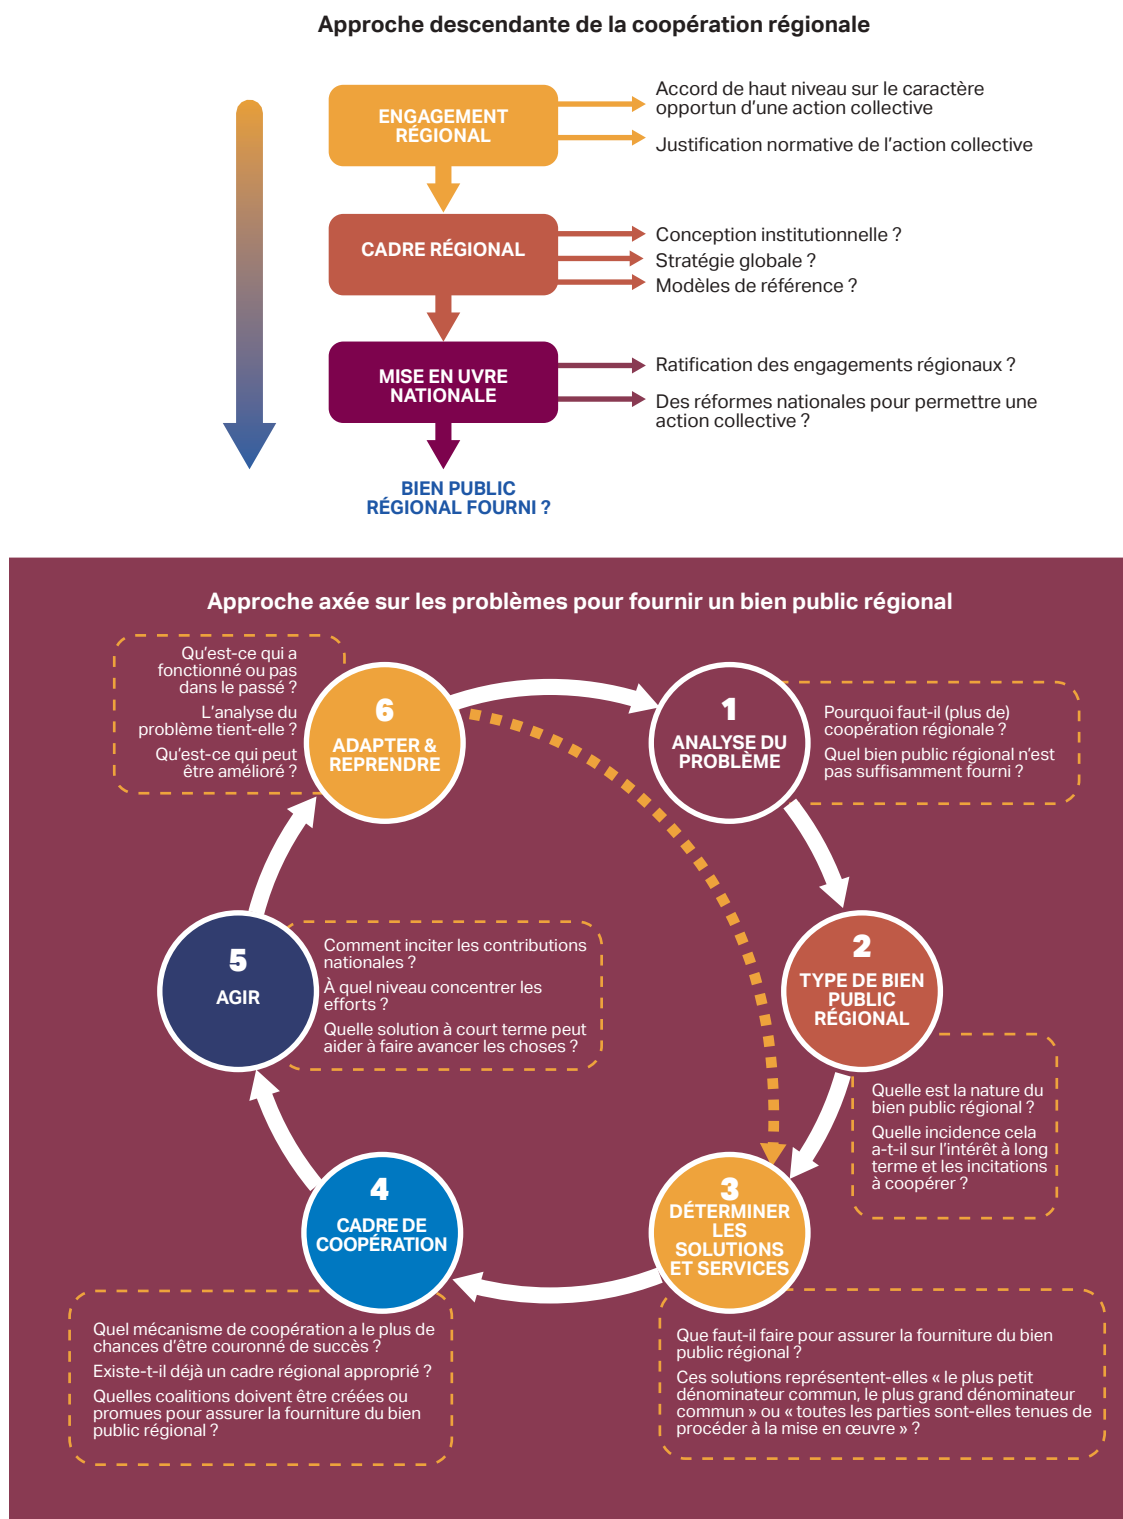 Approche descendante de la coopération régionale
ENGAGEMENT
RÉGIONAL
Accord de haut niveau sur le caractère
opportun d’une action collective
Justification normative de l’action collective
CADRE RÉGIONAL
Conception institutionnelle ?
Stratégie globale ?
Modèles de référence ?
MISE EN UVRE
NATIONALE
Ratification des engagements régionaux ?
Des réformes nationales pour permettre une
action collective ?
BIEN PUBLIC
RÉGIONAL FOURNI ?
Approche axée sur les problèmes pour fournir un bien public régional
1
ANALYSE DU
PROBLÈME
Pourquoi faut-il (plus de)
coopération régionale ?
Quel bien public régional n’est
pas suffisamment fourni ?
2
TYPE DE BIEN
PUBLIC
RÉGIONAL
Quelle est la nature du
bien public régional ?
Quelle incidence cela
a-t-il sur l’intérêt à long
terme et les incitations
à coopérer ?
3
DÉTERMINER
LES
SOLUTIONS
ET SERVICES
Que faut-il faire pour assurer la fourniture du bien
public régional ?
Ces solutions représentent-elles « le plus petit
dénominateur commun, le plus grand dénominateur
commun » ou « toutes les parties sont-elles tenues de
procéder à la mise en œuvre » ?
4
CADRE DE
COOPÉRATION
Quel mécanisme de coopération a le plus de
chances d’être couronné de succès ?
Existe-t-il déjà un cadre régional approprié ?
Quelles coalitions doivent être créées ou
promues pour assurer la fourniture du bien
public régional ?
5
AGIR
Comment inciter les contributions
nationales ?
À quel niveau concentrer les
efforts ?
Quelle solution à court terme peut
aider à faire avancer les choses ?
6
ADAPTER &
REPRENDRE
Qu’est-ce qui a
fonctionné ou pas
dans le passé ?
L’analyse du
problème tient-elle ?
Qu’est-ce qui peut
être amélioré ?